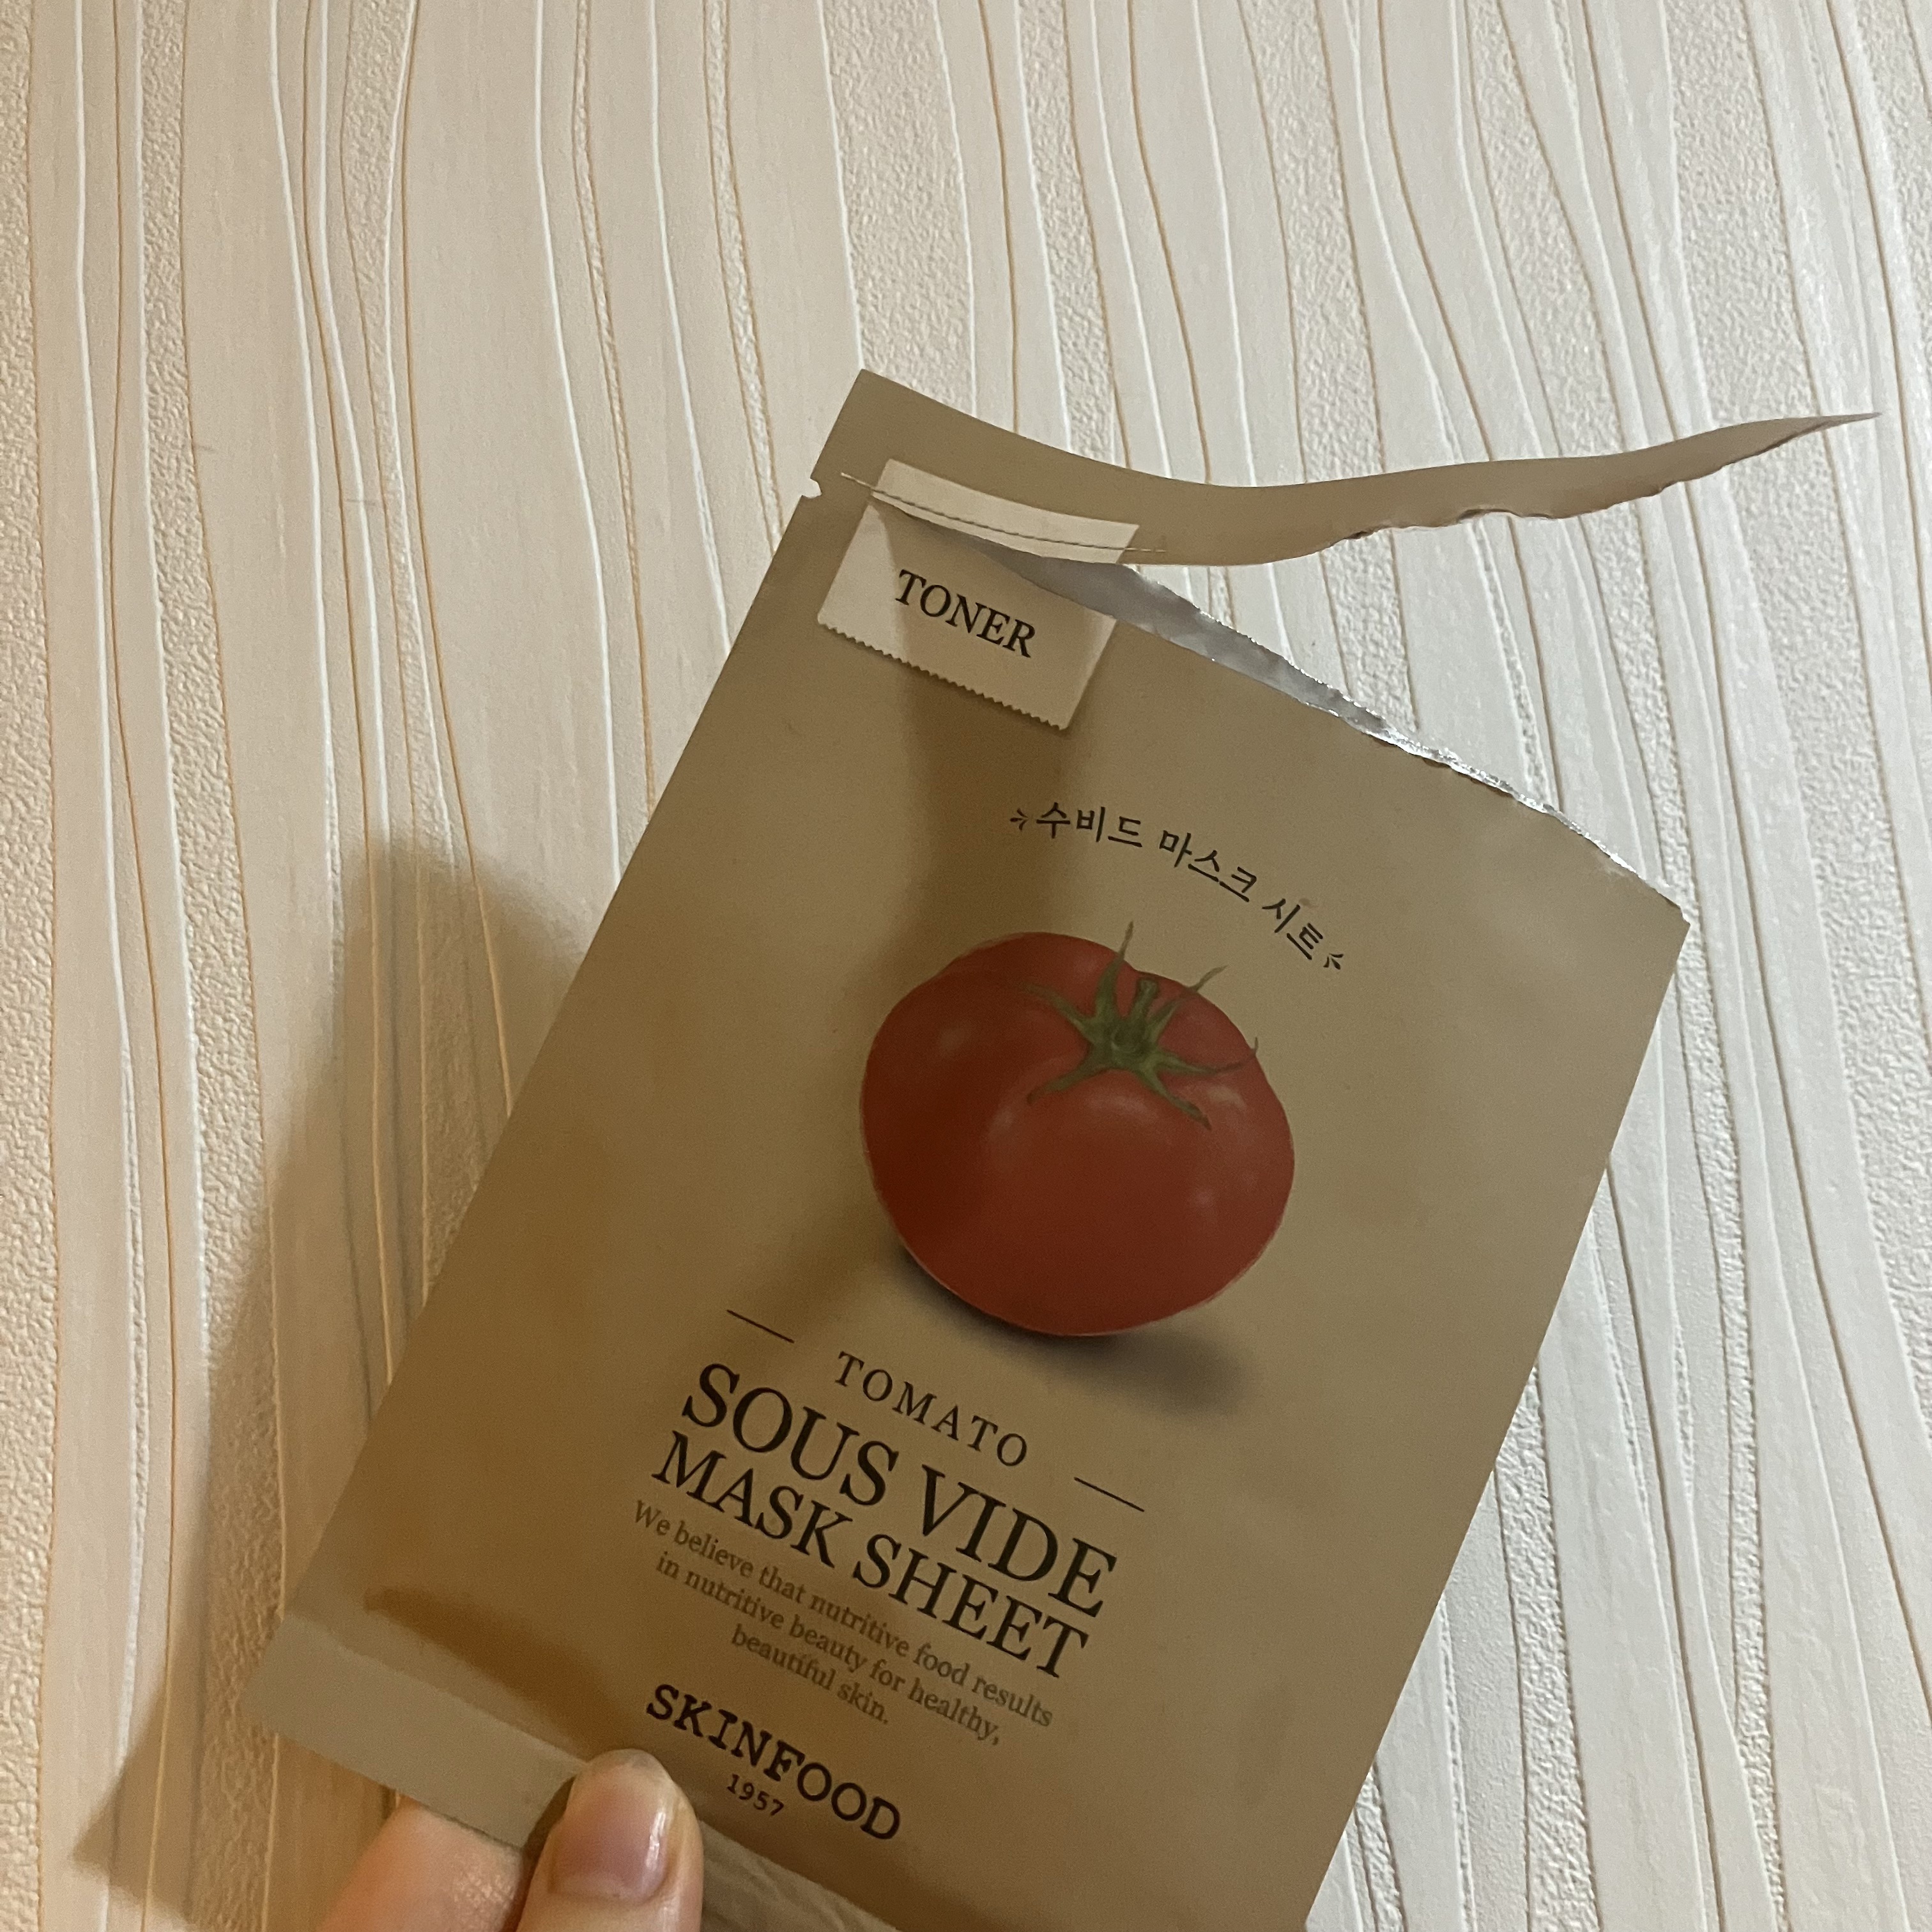 TONER
수비드 마스크 시트
TOMATO
SOUS VIDE
MASK SHEET
We believe that nutritive food results
in nutritive beauty for healthy,
beautiful skin.
SKINFOOD
1957